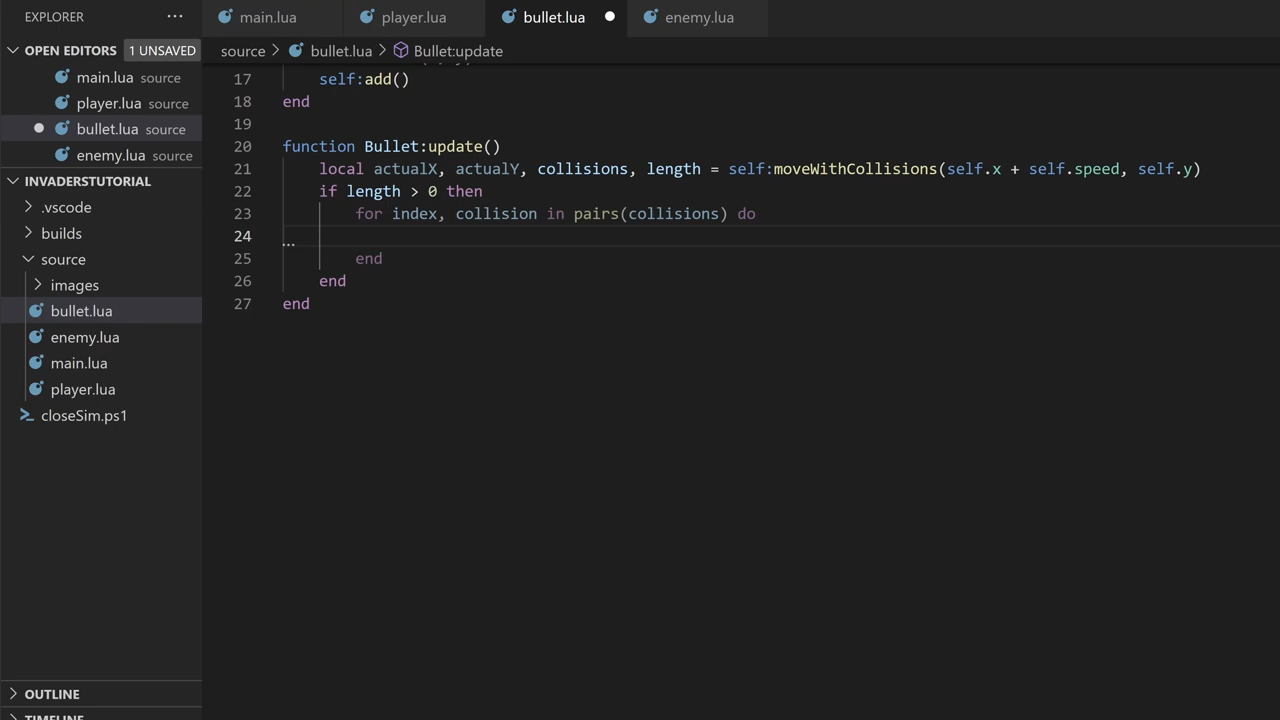 EXPLORER ...
main.lua player.lua bullet.lua enemy.lua
OPEN EDITORS 1 UNSAVED
source > bullet.lua > Bullet:update
main.lua source
player.lua source
bullet.lua source
enemy.lua source
INVADERSTUTORIAL
.vscode
builds
source
images
bullet.lua
enemy.lua
main.lua
player.lua
closeSim.ps1
OUTLINE
TIMELINE
17 self:add()
18 end
19
20 function Bullet:update()
21 local actualX, actualY, collisions, length = self:moveWithCollisions(self.x + self.speed, self.y)
22 if length > 0 then
23 for index, collision in pairs(collisions) do
24 ...
25 end
26 end
27 end